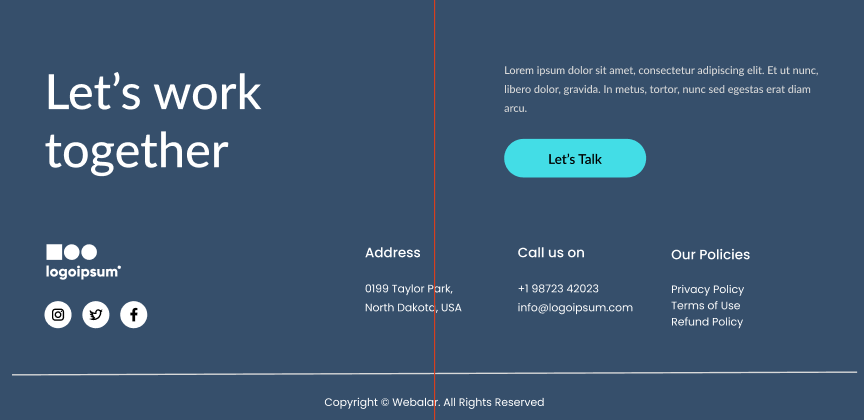 Let's work
together
Lorem ipsum dolor sit amet, consectetur adipiscing elit. Et ut nunc,
libero dolor, gravida. In metus, tortor, nunc sed egestas erat diam
arcu.
Let's Talk
logoipsum
Address
0199 Taylor Park,
North Dakota, USA
Call us on
+1 98723 42023
info@logoipsum.com
Our Policies
Privacy Policy
Terms of Use
Refund Policy
Copyright © Webalar. All Rights Reserved